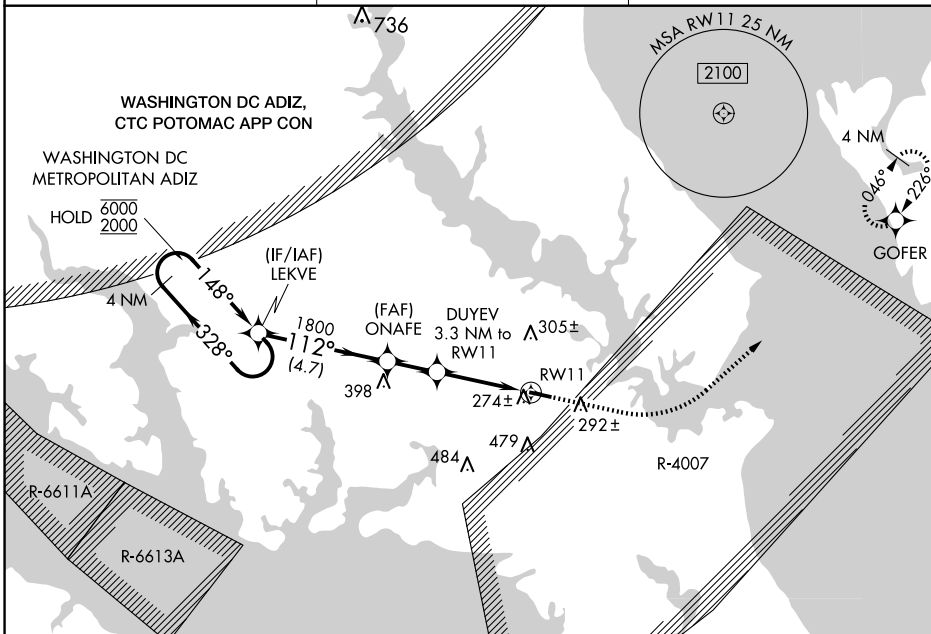 736
MSA RW11 25 NM
2100
WASHINGTON DC ADIZ,
CTC POTOMAC APP CON
WASHINGTON DC
METROPOLITAN ADIZ
HOLD 6000
2000
4 NM
046°
226°
GOFER
148°
4 NM
328°
(IF/IAF)
LEKVE
1800
112°
(4.7)
(FAF)
ONAFE
DUYEV
3.3 NM to
RW11
305±
398
RW11
274±
292±
479
484
R-4007
R-6611A
R-6613A